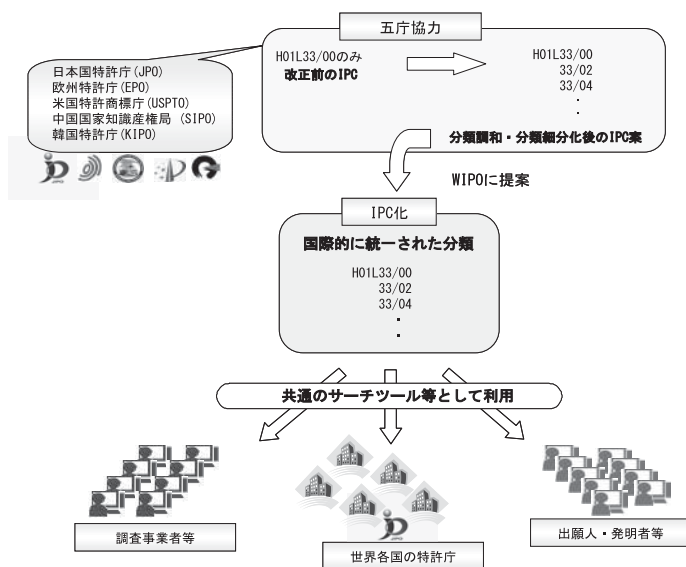 五庁協力
日本国特許庁(JPO)
欧州特許庁(EPO)
米国特許商標庁(USPTO)
中国国家知識産権局 (SIPO)
韓国特許庁(KIPO)
H01L33/00のみ
改正前のIPC
H01L33/00
33/02
33/04
・
・
分類調和・分類細分化後のIPC案
WIPOに提案
IPC化
国際的に統一された分類
H01L33/00
33/02
33/04
・
・
共通のサーチツール等として利用
調査事業者等
世界各国の特許庁
出願人・発明者等